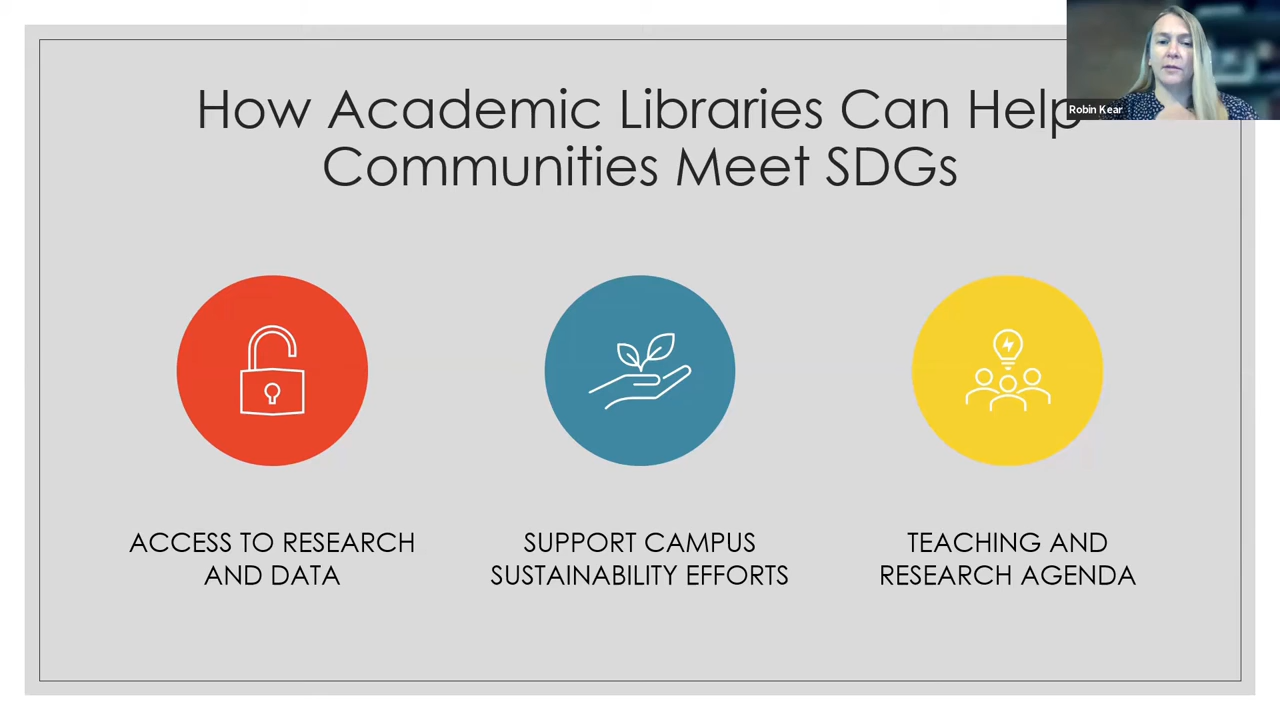 How Academic Libraries Can Help
Communities Meet SDGs
Robin Kear
ACCESS TO RESEARCH
AND DATA
SUPPORT CAMPUS
SUSTAINABILITY EFFORTS
TEACHING AND
RESEARCH AGENDA